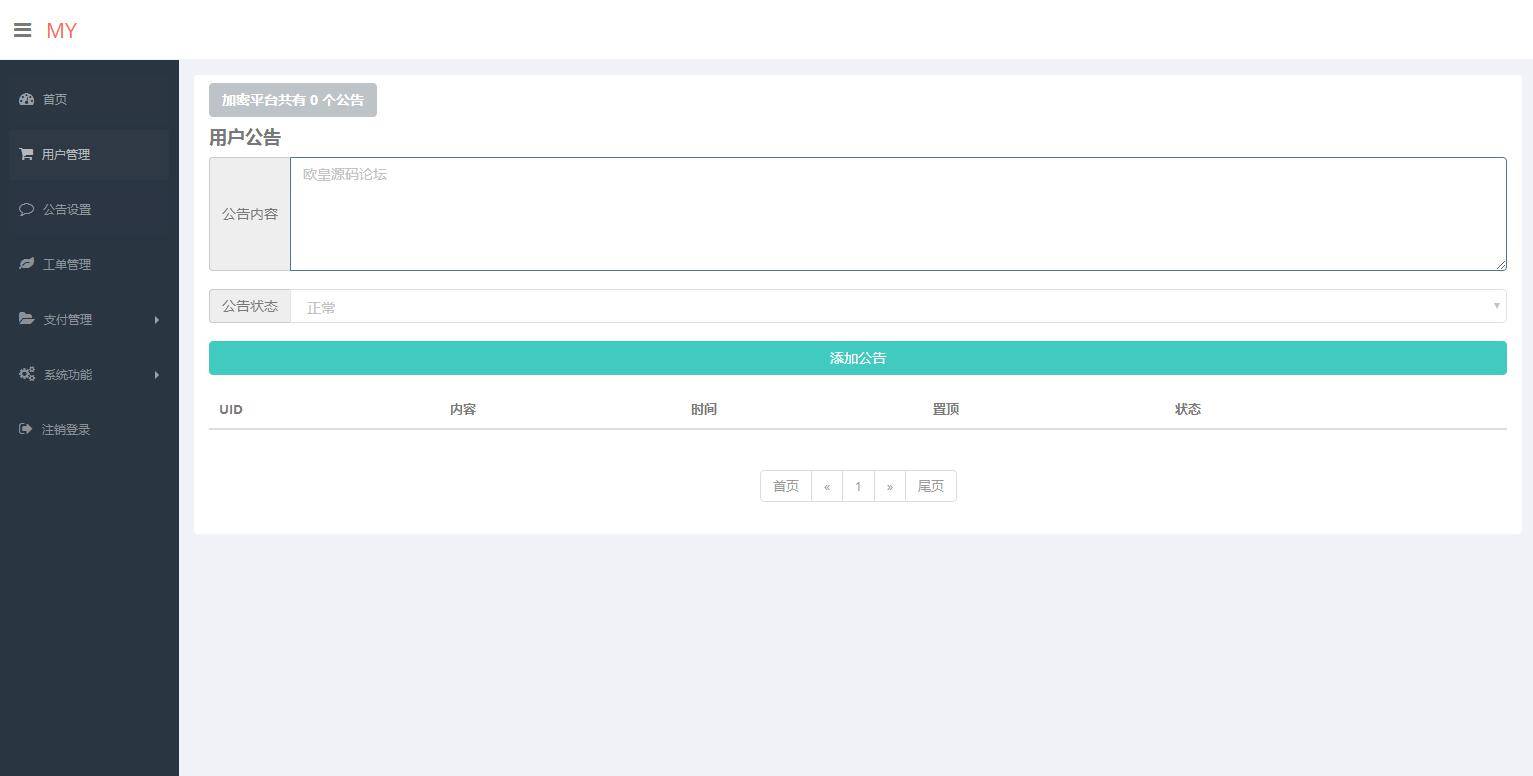 MY
首页
用户管理
公告设置
工单管理
支付管理
系统功能
注销登录
加密平台共有 0 个公告
用户公告
公告内容
欧皇源码论坛
公告状态
正常
添加公告
UID 内容 时间 置顶 状态
首页 « 1 » 尾页